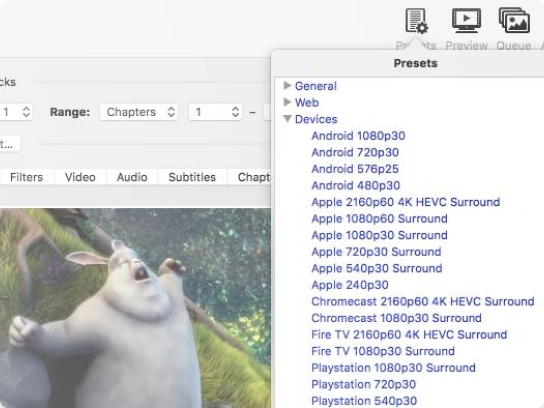 Presets Preview Queue
Presets
cks
1 Range: Chapters 1 –
t...
Filters Video Audio Subtitles Chapt
General
Web
Devices
Android 1080p30
Android 720p30
Android 576p25
Android 480p30
Apple 2160p60 4K HEVC Surround
Apple 1080p60 Surround
Apple 1080p30 Surround
Apple 720p30 Surround
Apple 540p30 Surround
Apple 240p30
Chromecast 2160p60 4K HEVC Surround
Chromecast 1080p30 Surround
Fire TV 2160p60 4K HEVC Surround
Fire TV 1080p30 Surround
Playstation 1080p30 Surround
Playstation 720p30
Playstation 540p30